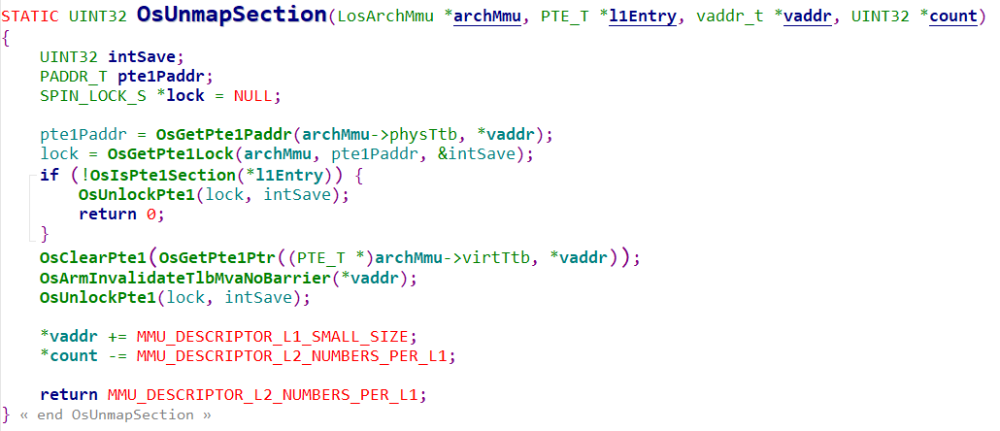 STATIC UINT32 OsUnmapSection(LosArchMmu *archMmu, PTE_T *l1Entry, vaddr_t *vaddr, UINT32 *count)
{
    UINT32 intSave;
    PADDR_T pte1Paddr;
    SPIN_LOCK_S *lock = NULL;

    pte1Paddr = OsGetPte1Paddr(archMmu->physTtb, *vaddr);
    lock = OsGetPte1Lock(archMmu, pte1Paddr, &intSave);
    if (!OsIsPte1Section(*l1Entry)) {
        OsUnlockPte1(lock, intSave);
        return 0;
    }
    OsClearPte1(OsGetPte1Ptr((PTE_T *)archMmu->virtTtb, *vaddr));
    OsArmInvalidateTlbMvaNoBarrier(*vaddr);
    OsUnlockPte1(lock, intSave);

    *vaddr += MMU_DESCRIPTOR_L1_SMALL_SIZE;
    *count -= MMU_DESCRIPTOR_L2_NUMBERS_PER_L1;

    return MMU_DESCRIPTOR_L2_NUMBERS_PER_L1;
} « end OsUnmapSection »